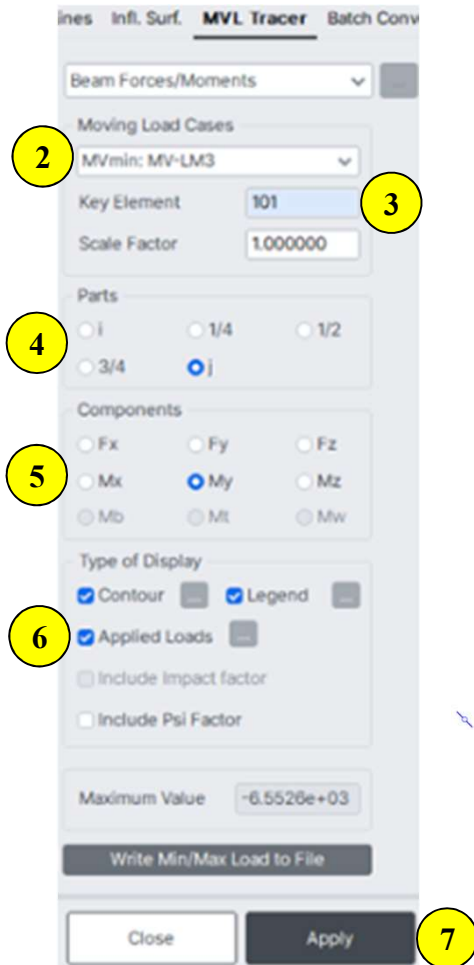 ines Infl. Surf. MVL Tracer Batch Conv
Beam Forces/Moments ...
Moving Load Cases
2 MVmin: MV-LM3
Key Element 101 3
Scale Factor 1.000000
Parts
4 i 1/4 1/2
3/4 j
Components
Fx Fy Fz
5 Mx My Mz
Mb Mt Mw
Type of Display
Contour ... Legend ...
6 Applied Loads ...
Include Impact factor
Include Psi Factor
Maximum Value -6.5526e+03
Write Min/Max Load to File
Close Apply 7